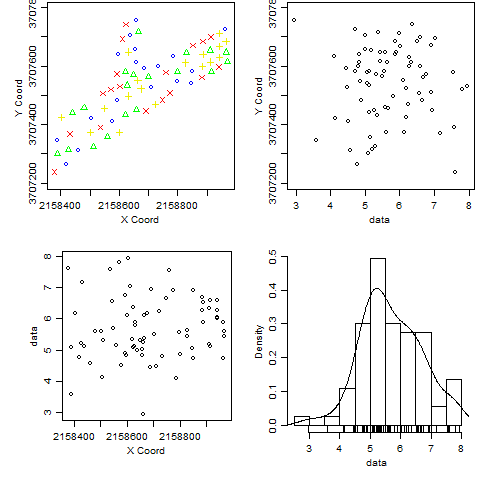 3707800
3707600
3707400
3707200
Y Coord
2158400 2158600 2158800
X Coord
3707800
3707600
3707400
3707200
Y Coord
3 4 5 6 7 8
data
8
7
6
5
4
3
data
2158400 2158600 2158800
X Coord
0.5
0.4
0.3
0.2
0.1
0.0
Density
3 4 5 6 7 8
data